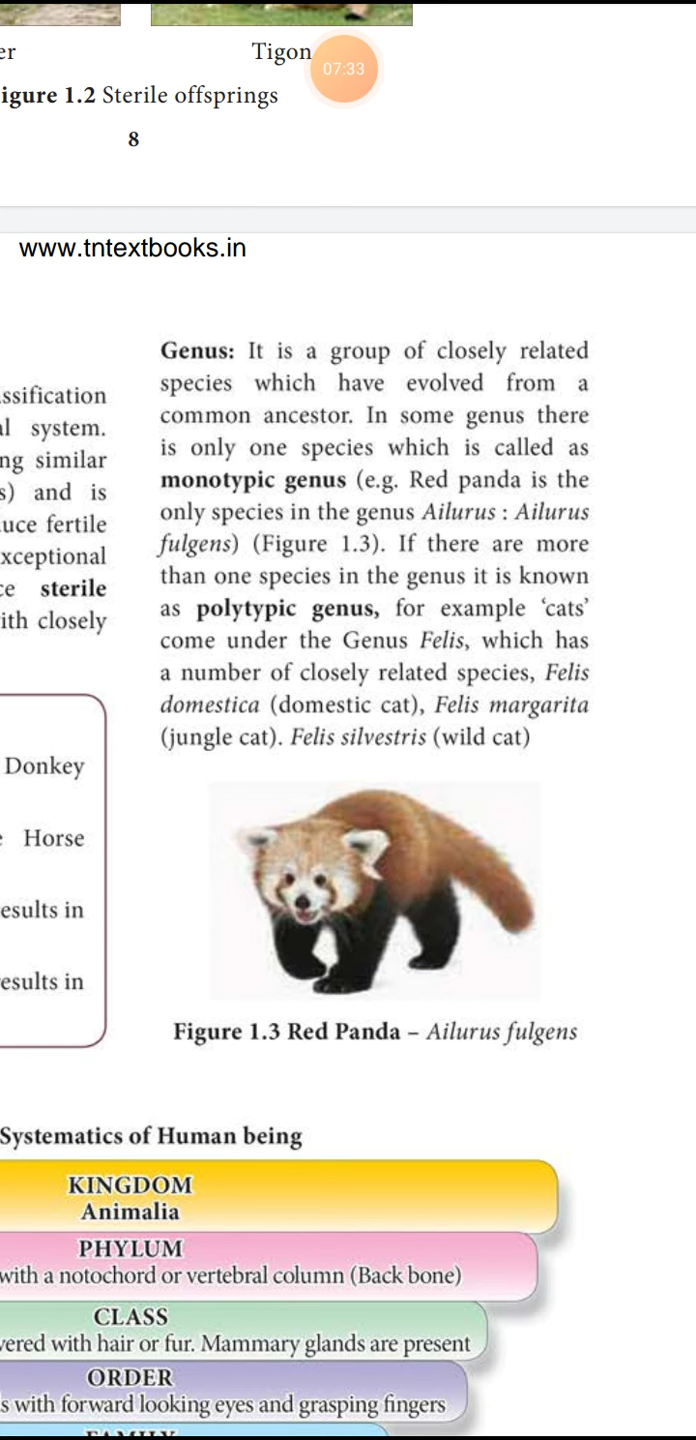 er
Tigon
07:33
igure 1.2 Sterile offsprings
8
www.tntextbooks.in
ssification
al system.
ng similar
s) and is
uce fertile
xceptional
ce sterile
ith closely
Donkey
e Horse
esults in
esults in
Genus: It is a group of closely related
species which have evolved from a
common ancestor. In some genus there
is only one species which is called as
monotypic genus (e.g. Red panda is the
only species in the genus Ailurus : Ailurus
fulgens) (Figure 1.3). If there are more
than one species in the genus it is known
as polytypic genus, for example ‘cats’
come under the Genus Felis, which has
a number of closely related species, Felis
domestica (domestic cat), Felis margarita
(jungle cat). Felis silvestris (wild cat)
Figure 1.3 Red Panda – Ailurus fulgens
Systematics of Human being
KINGDOM
Animalia
PHYLUM
with a notochord or vertebral column (Back bone)
CLASS
vered with hair or fur. Mammary glands are present
ORDER
s with forward looking eyes and grasping fingers